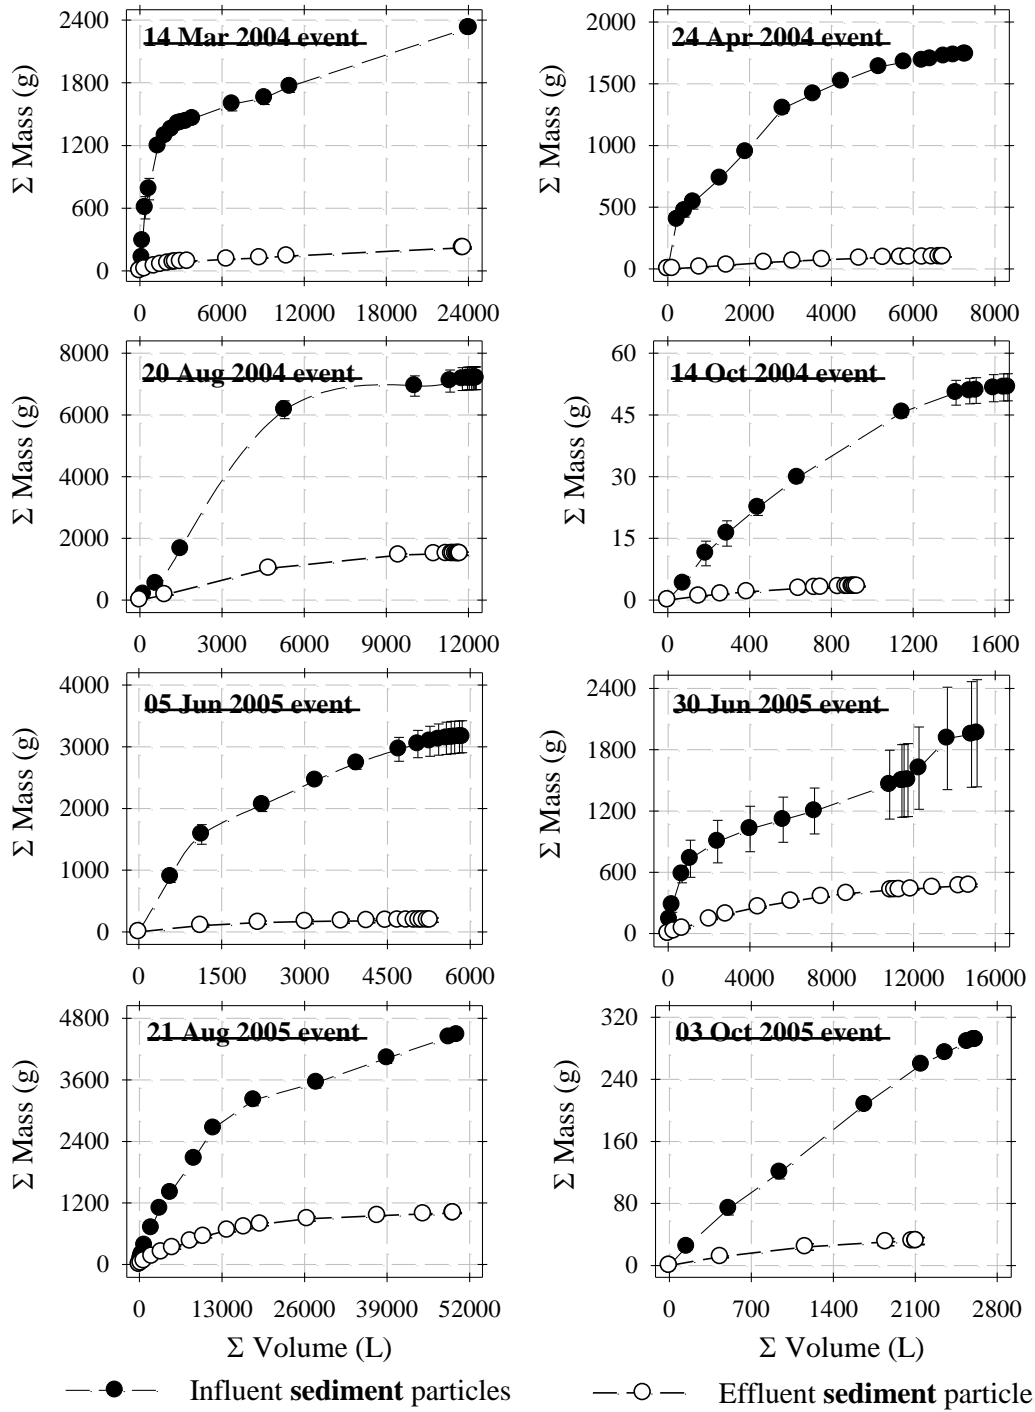 14 Mar 2004 event
Σ Mass (g)
2400
1800
1200
600
0
0 6000 12000 18000 24000
24 Apr 2004 event
Σ Mass (g)
2000
1500
1000
500
0
0 2000 4000 6000 8000
20 Aug 2004 event
Σ Mass (g)
8000
6000
4000
2000
0
0 3000 6000 9000 12000
14 Oct 2004 event
Σ Mass (g)
60
45
30
15
0
0 400 800 1200 1600
05 Jun 2005 event
Σ Mass (g)
4000
3000
2000
1000
0
0 1500 3000 4500 6000
30 Jun 2005 event
Σ Mass (g)
2400
1800
1200
600
0
0 4000 8000 12000 16000
21 Aug 2005 event
Σ Mass (g)
4800
3600
2400
1200
0
0 13000 26000 39000 52000
Σ Volume (L)
03 Oct 2005 event
Σ Mass (g)
320
240
160
80
0
0 700 1400 2100 2800
Σ Volume (L)
Influent sediment particles
Effluent sediment particle